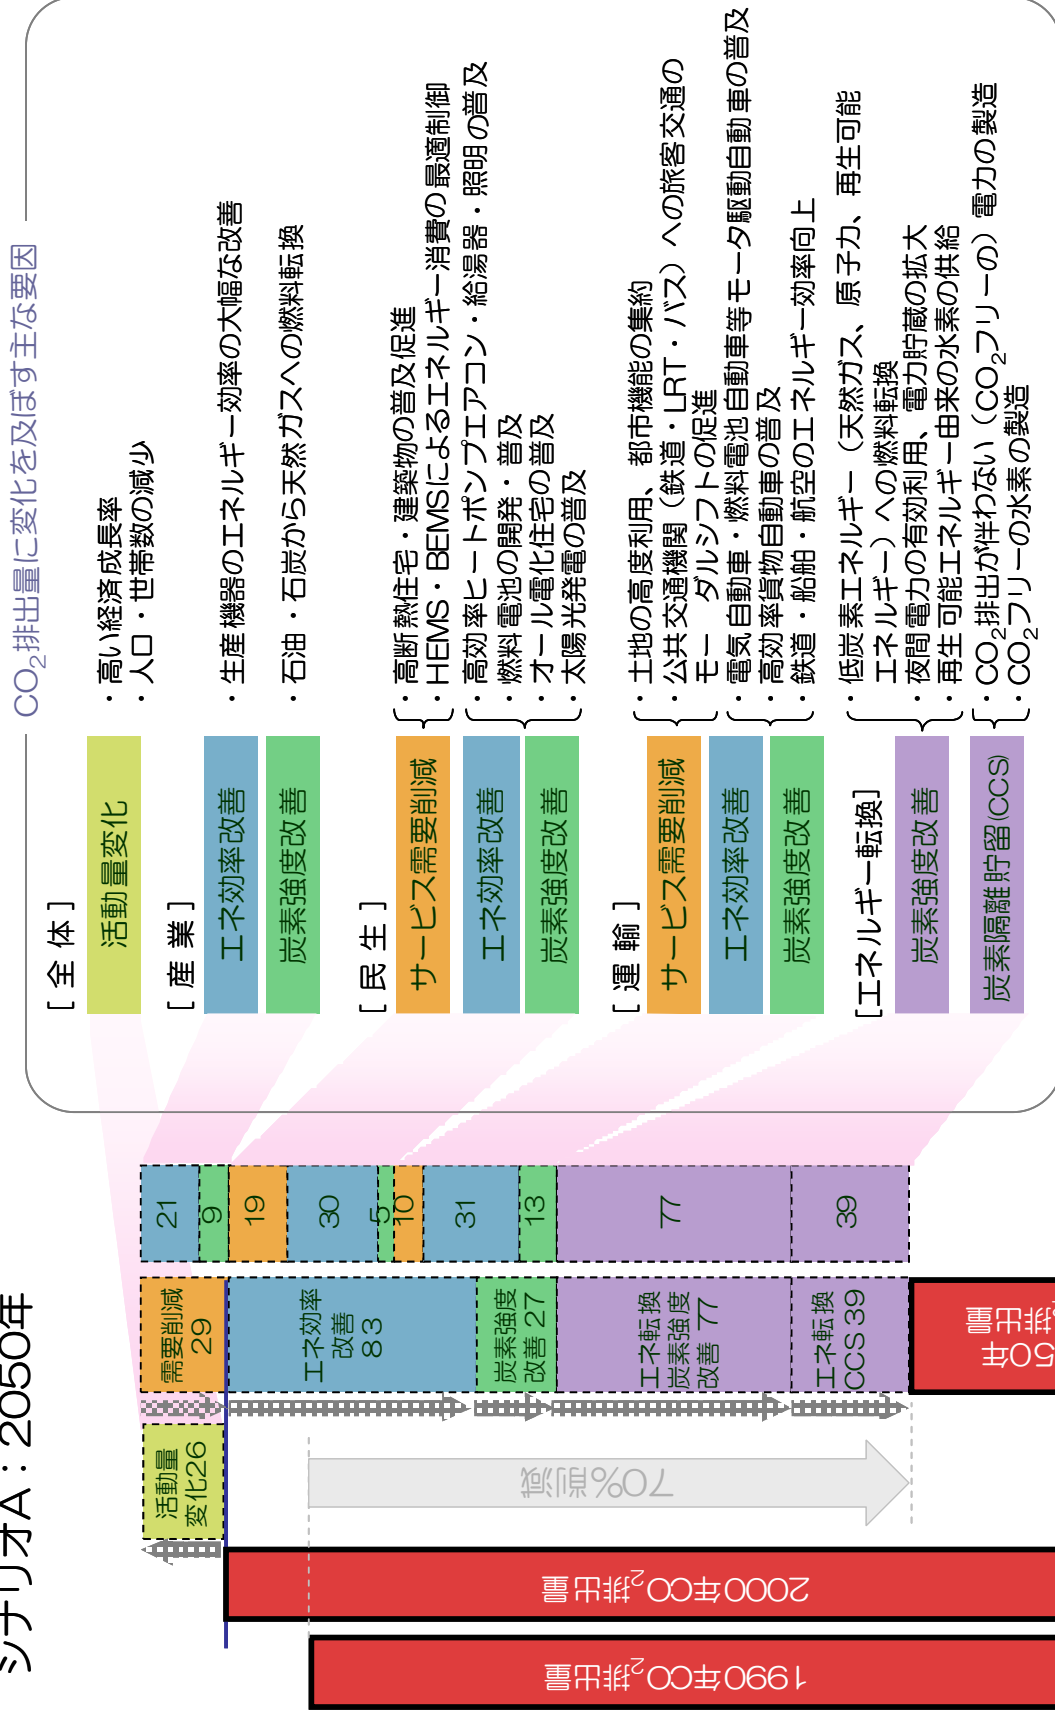 シナリオA：2050年
CO₂排出量に変化を及ぼす主な要因
[ 全 体 ]
活動量変化
・高い経済成長率
・人口・世帯数の減少
[ 産 業 ]
エネ効率改善
・生産機器のエネルギー効率の大幅な改善
炭素強度改善
・石油・石炭から天然ガスへの燃料転換
[ 民 生 ]
サービス需要削減
・高断熱住宅・建築物の普及促進
・HEMS・BEMSによるエネルギー消費の最適制御
エネ効率改善
・高効率ヒートポンプエアコン・給湯器・照明の普及
・燃料電池の開発・普及
炭素強度改善
・オール電化住宅の普及
・太陽光発電の普及
[ 運 輸 ]
サービス需要削減
・土地の高度利用、都市機能の集約
・公共交通機関（鉄道・LRT・バス）への旅客交通の
モーダルシフトの促進
エネ効率改善
・電気自動車・燃料電池自動車等モータ駆動自動車の普及
・高効率貨物自動車の普及
炭素強度改善
・鉄道・船舶・航空のエネルギー効率向上
[エネルギー転換]
炭素強度改善
・低炭素エネルギー（天然ガス、原子力、再生可能
エネルギー）への燃料転換
・夜間電力の有効利用、電力貯蔵の拡大
・再生可能エネルギー由来の水素の供給
炭素隔離貯留(CCS)
・CO₂排出が伴わない（CO₂フリーの）電力の製造
・CO₂フリーの水素の製造
21
9
19
30
5
10
31
13
77
39
需要削減
29
エネ効率
改善
83
炭素強度
改善 27
エネ転換
炭素強度
改善 77
エネ転換
CCS 39
活動量
変化26
70%削減
2000年CO₂排出量
1990年CO₂排出量
50年
排出量